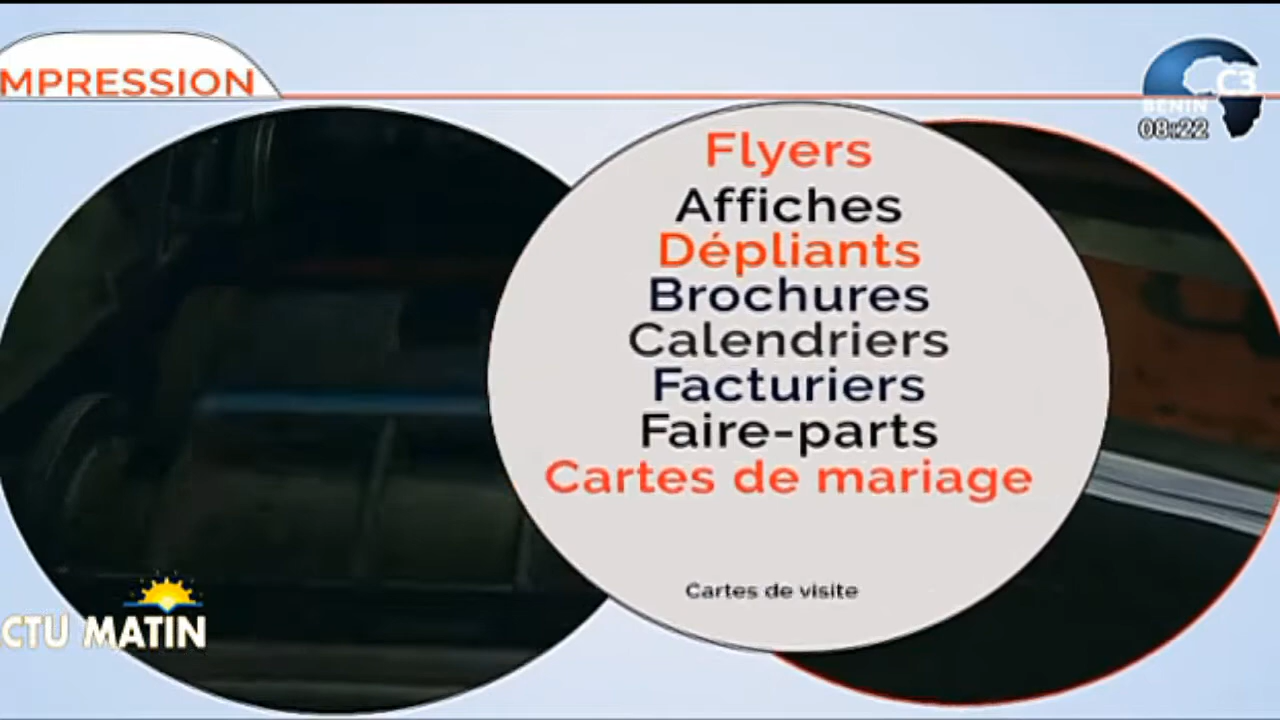 MPRESSION
C3
BENIN
08:22
Flyers
Affiches
Dépliants
Brochures
Calendriers
Facturiers
Faire-parts
Cartes de mariage
Cartes de visite
CTU MATIN